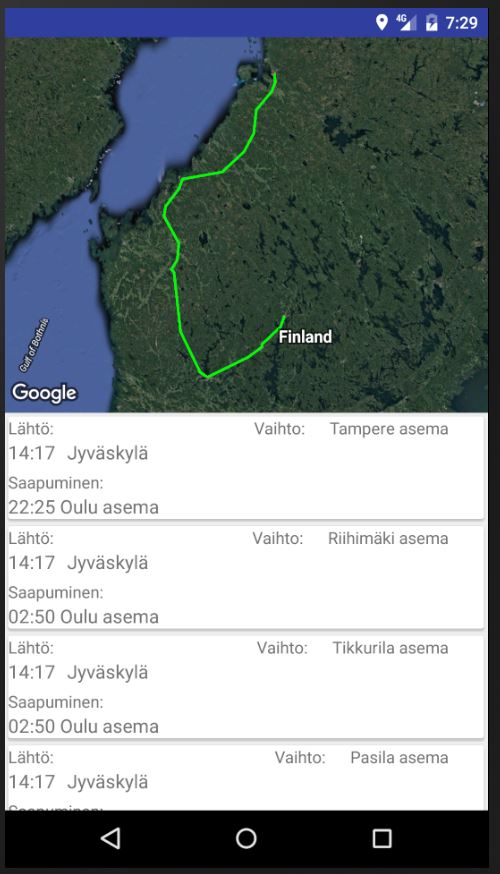 4G 7:29
Finland
Gulf of Bothnia
Google
Lähtö: Vaihto: Tampere asema
14:17 Jyväskylä
Saapuminen:
22:25 Oulu asema
Lähtö: Vaihto: Riihimäki asema
14:17 Jyväskylä
Saapuminen:
02:50 Oulu asema
Lähtö: Vaihto: Tikkurila asema
14:17 Jyväskylä
Saapuminen:
02:50 Oulu asema
Lähtö: Vaihto: Pasila asema
14:17 Jyväskylä
Saapuminen: